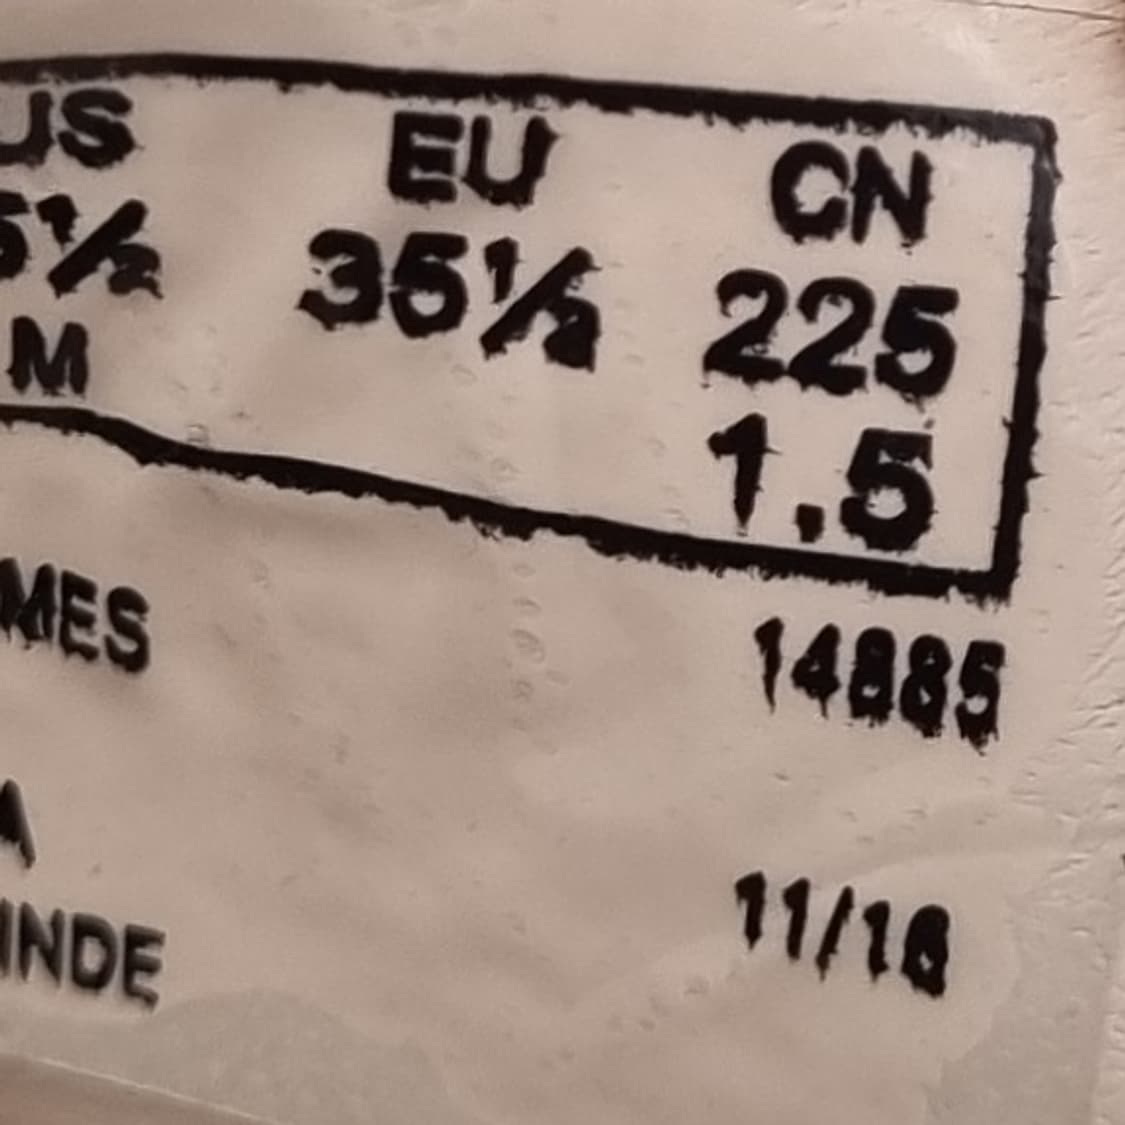 US EU CN
5½ 35½ 225
M 1.5
MES 14885
A
INDE 11/18